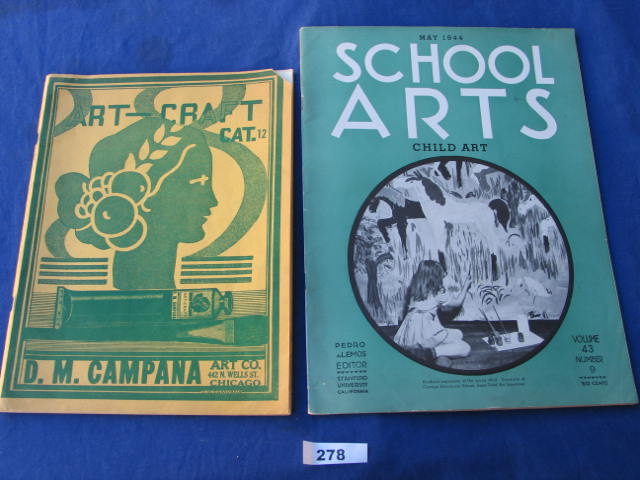 ART-CRAFT
CAT. 12
D. M. CAMPANA
ART CO.
442 N. WELLS ST.
CHICAGO
MAY 1944
SCHOOL
ARTS
CHILD ART
PEDRO
deLEMOS
EDITOR
STANFORD
UNIVERSITY
CALIFORNIA
VOLUME
43
NUMBER
9
CENTS
278